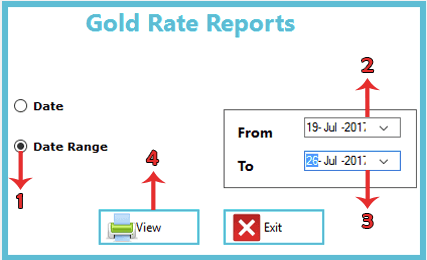 Gold Rate Reports
2
Date
From 19- Jul -2017
Date Range
4
To 26- Jul -2017
1
3
View Exit